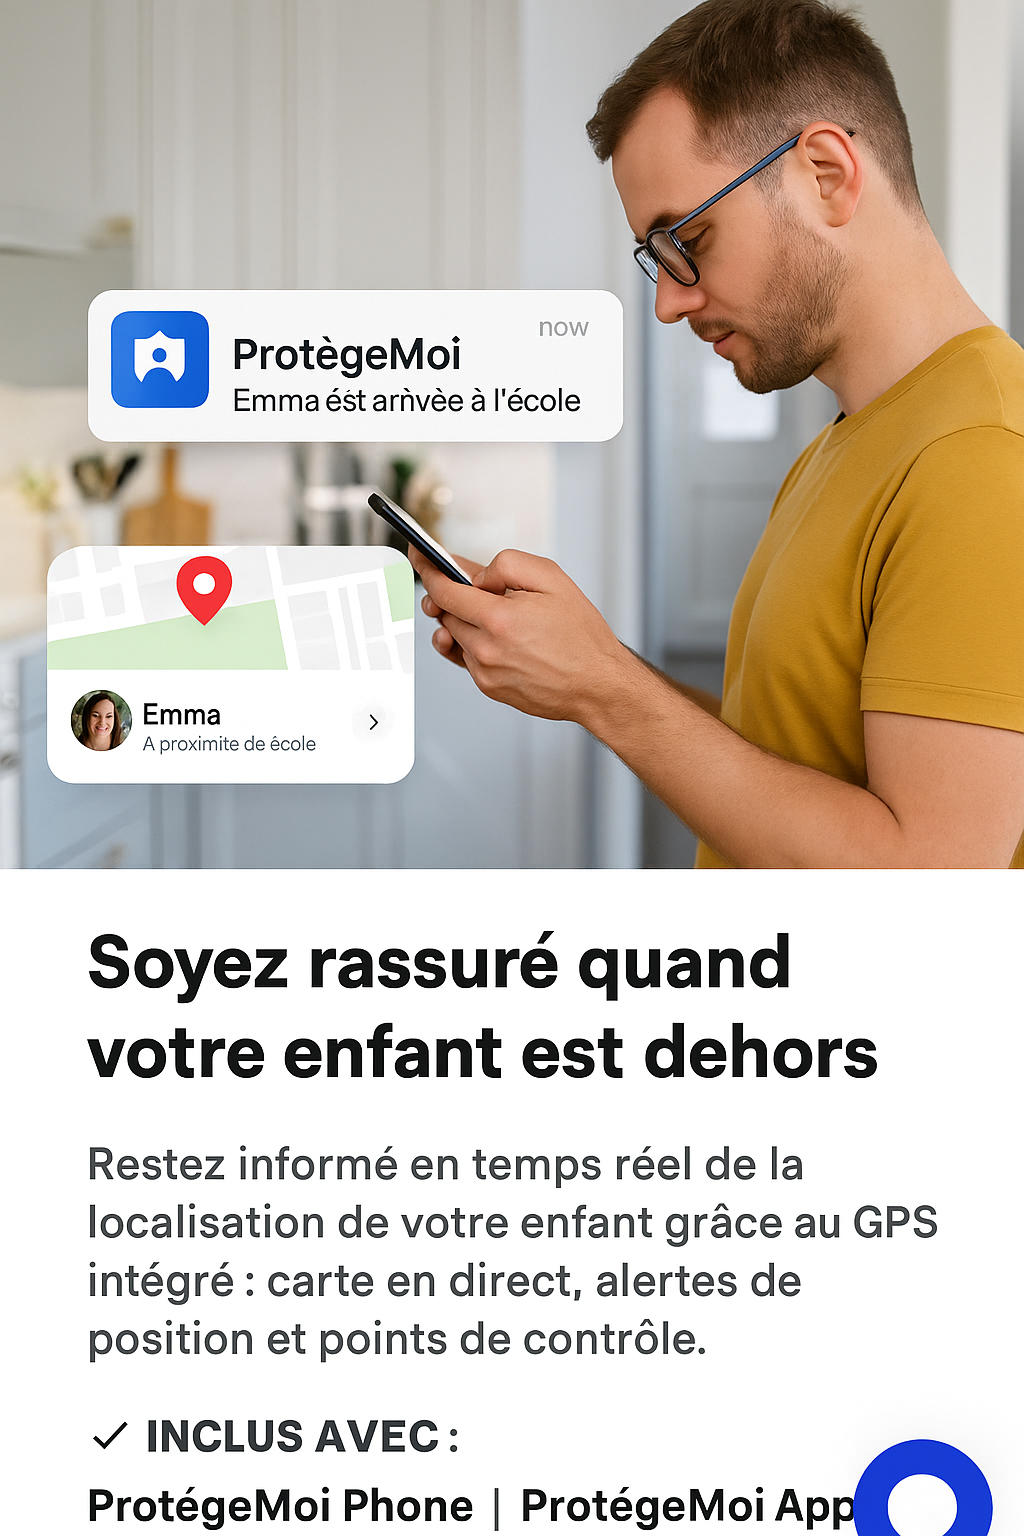 now
ProtègeMoi
Emma ést arrivèe à l'école
Emma
A proximite de école
Soyez rassuré quand
votre enfant est dehors
Restez informé en temps réel de la
localisation de votre enfant grâce au GPS
intégré : carte en direct, alertes de
position et points de contrôle.
✓ INCLUS AVEC :
ProtégeMoi Phone | ProtégeMoi App